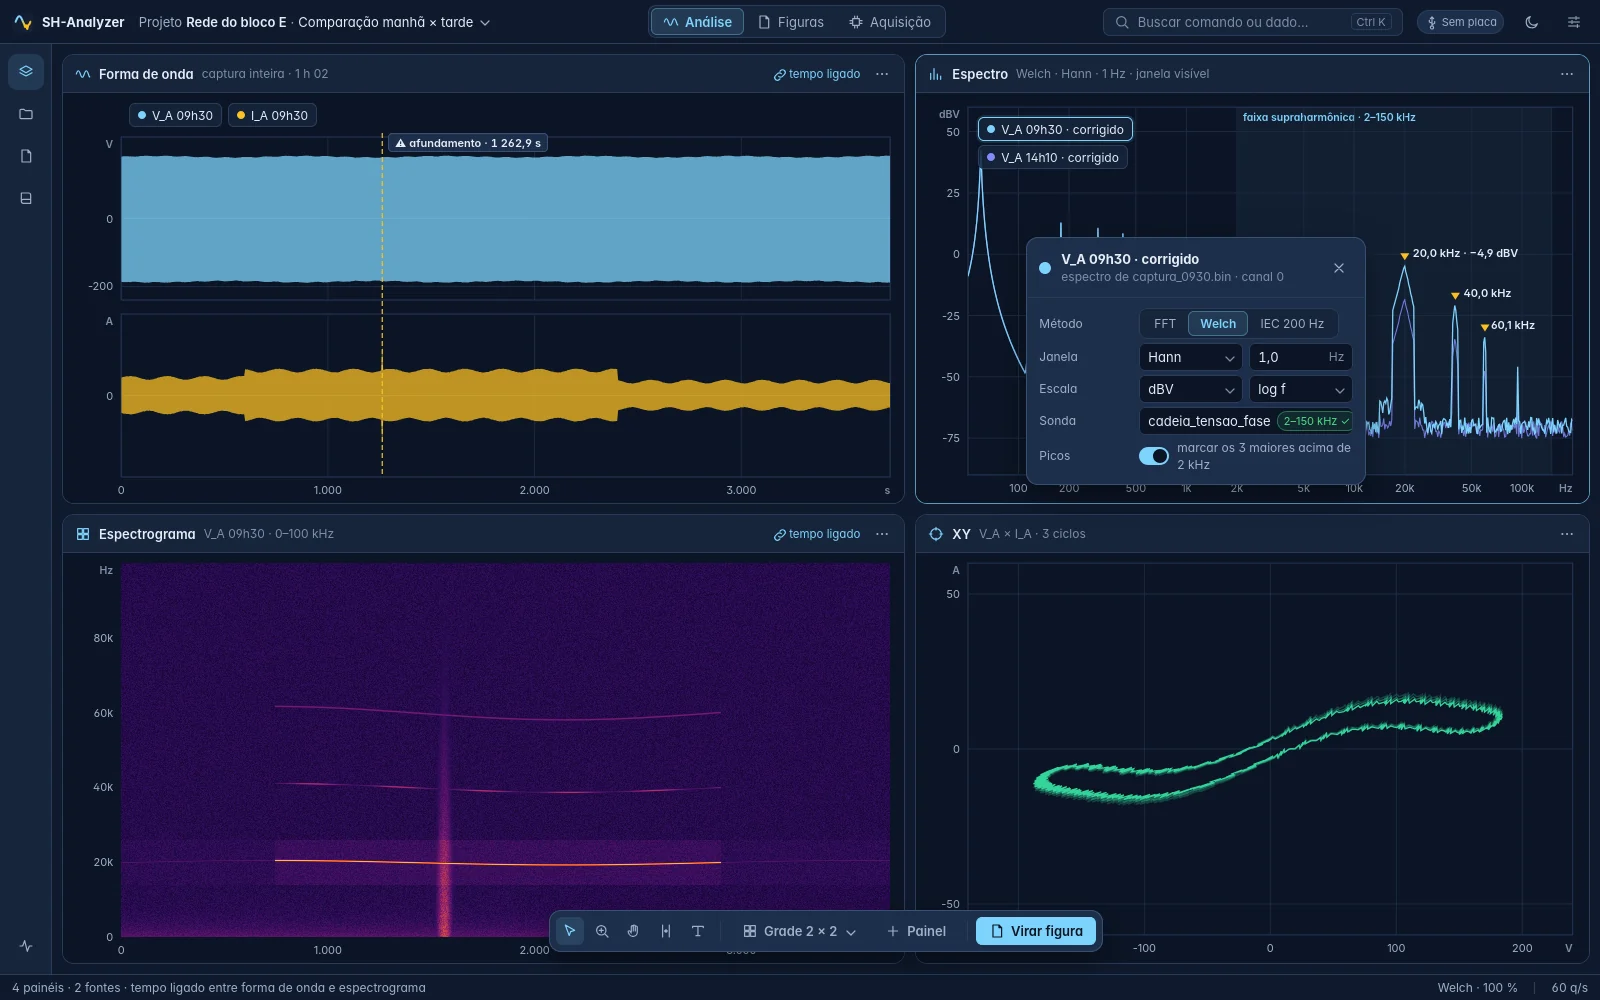 SH-Analyzer Projeto Rede do bloco E · Comparação manhã × tarde
Análise Figuras Aquisição
Buscar comando ou dado... Ctrl K Sem placa
Forma de onda captura inteira · 1 h 02 tempo ligado ···
V_A 09h30 I_A 09h30
V
afundamento · 1 262,9 s
0
-200
A
0
0 1.000 2.000 3.000 s
Espectro Welch · Hann · 1 Hz · janela visível ···
dBV
faixa supraharmônica · 2–150 kHz
50
V_A 09h30 · corrigido
V_A 14h10 · corrigido
25
0
-25
-50
-75
20,0 kHz · −4,9 dBV
40,0 kHz
60,1 kHz
V_A 09h30 · corrigido
espectro de captura_0930.bin · canal 0
Método FFT Welch IEC 200 Hz
Janela Hann 1,0 Hz
Escala dBV log f
Sonda cadeia_tensao_fase 2–150 kHz ✓
Picos marcar os 3 maiores acima de
2 kHz
100 200 500 1k 2k 5k 10k 20k 50k 100k Hz
Espectrograma V_A 09h30 · 0–100 kHz tempo ligado ···
Hz
80k
60k
40k
20k
0
0 1.000 2.000 3.000
XY V_A × I_A · 3 ciclos ···
A
50
0
-50
-100 0 100 200 V
Grade 2 × 2 Painel Virar figura
4 painéis · 2 fontes · tempo ligado entre forma de onda e espectrograma
Welch · 100 % | 60 q/s